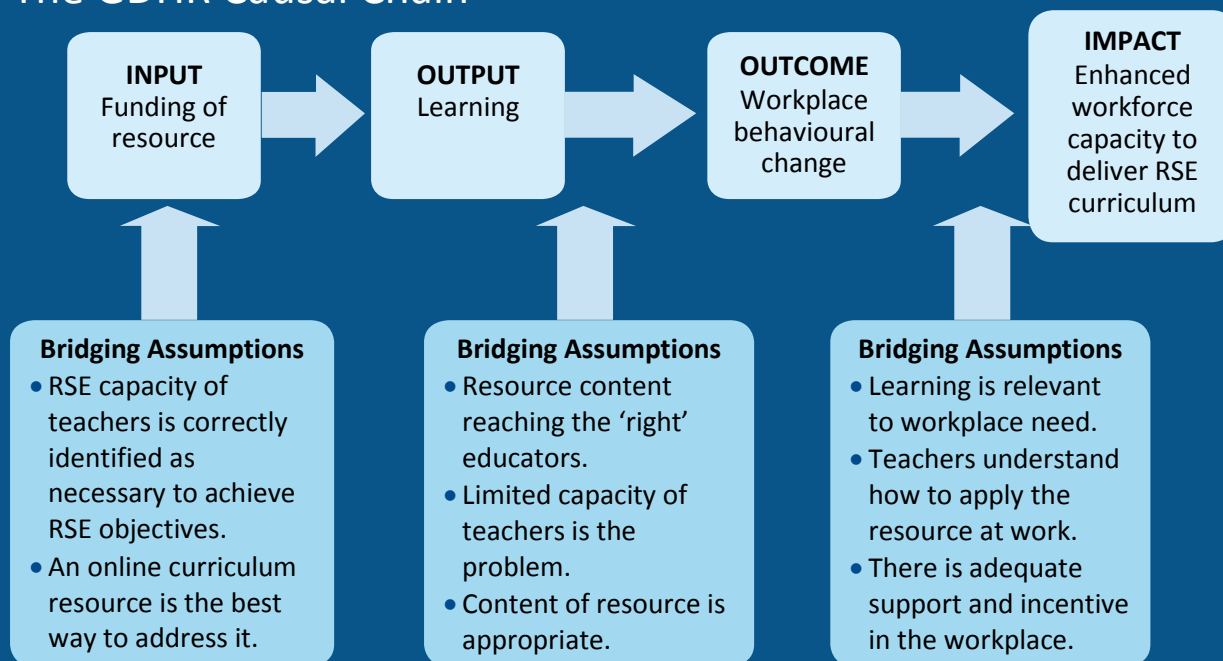 The GDHR Causal Chain
INPUT
Funding of
resource
OUTPUT
Learning
OUTCOME
Workplace
behavioural
change
IMPACT
Enhanced
workforce
capacity to
deliver RSE
curriculum
Bridging Assumptions
• RSE capacity of
teachers is correctly
identified as
necessary to achieve
RSE objectives.
• An online curriculum
resource is the best
way to address it.
Bridging Assumptions
• Resource content
reaching the ‘right’
educators.
• Limited capacity of
teachers is the
problem.
• Content of resource is
appropriate.
Bridging Assumptions
• Learning is relevant
to workplace need.
• Teachers understand
how to apply the
resource at work.
• There is adequate
support and incentive
in the workplace.